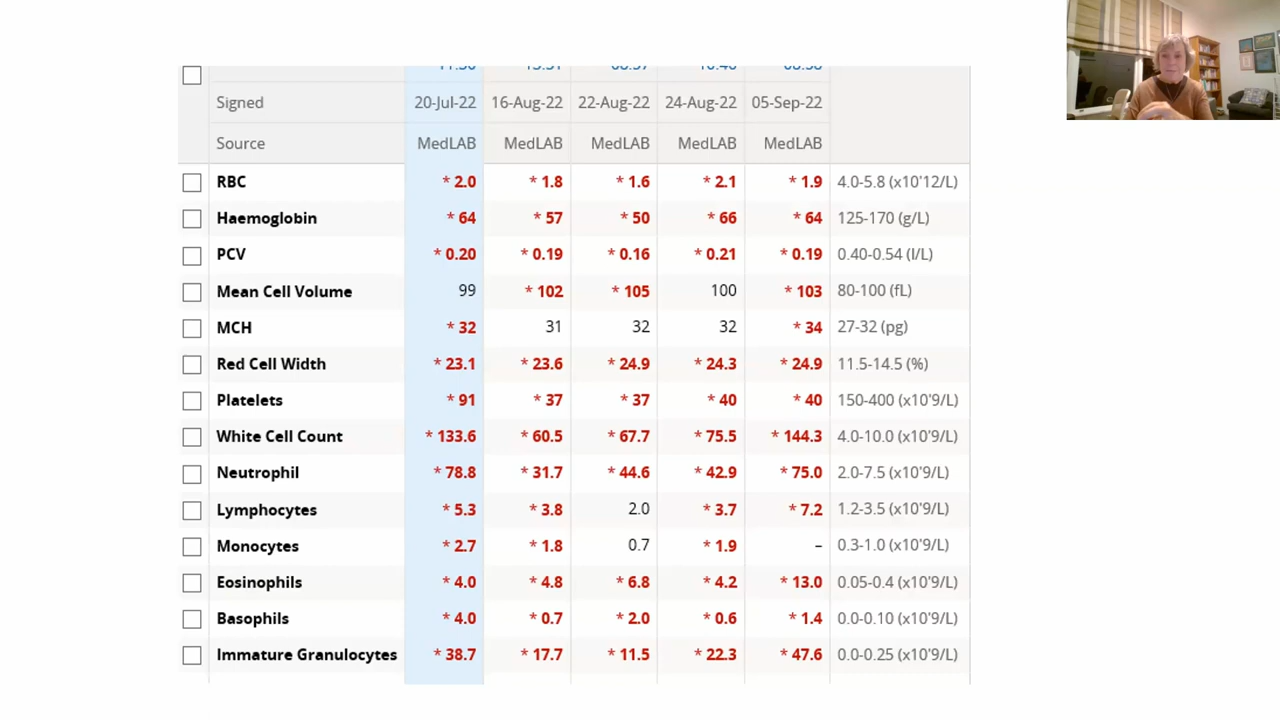 Signed 20-Jul-22 16-Aug-22 22-Aug-22 24-Aug-22 05-Sep-22
Source MedLAB MedLAB MedLAB MedLAB MedLAB
RBC * 2.0 * 1.8 * 1.6 * 2.1 * 1.9 4.0-5.8 (x10'12/L)
Haemoglobin * 64 * 57 * 50 * 66 * 64 125-170 (g/L)
PCV * 0.20 * 0.19 * 0.16 * 0.21 * 0.19 0.40-0.54 (l/L)
Mean Cell Volume 99 * 102 * 105 100 * 103 80-100 (fL)
MCH * 32 31 32 32 * 34 27-32 (pg)
Red Cell Width * 23.1 * 23.6 * 24.9 * 24.3 * 24.9 11.5-14.5 (%)
Platelets * 91 * 37 * 37 * 40 * 40 150-400 (x10'9/L)
White Cell Count * 133.6 * 60.5 * 67.7 * 75.5 * 144.3 4.0-10.0 (x10'9/L)
Neutrophil * 78.8 * 31.7 * 44.6 * 42.9 * 75.0 2.0-7.5 (x10'9/L)
Lymphocytes * 5.3 * 3.8 2.0 * 3.7 * 7.2 1.2-3.5 (x10'9/L)
Monocytes * 2.7 * 1.8 0.7 * 1.9 – 0.3-1.0 (x10'9/L)
Eosinophils * 4.0 * 4.8 * 6.8 * 4.2 * 13.0 0.05-0.4 (x10'9/L)
Basophils * 4.0 * 0.7 * 2.0 * 0.6 * 1.4 0.0-0.10 (x10'9/L)
Immature Granulocytes * 38.7 * 17.7 * 11.5 * 22.3 * 47.6 0.0-0.25 (x10'9/L)